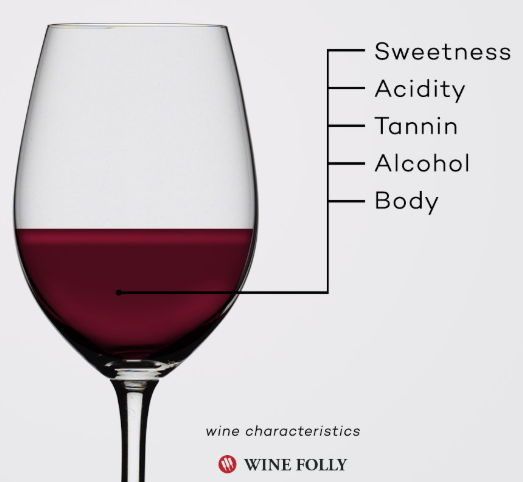 Sweetness
Acidity
Tannin
Alcohol
Body
wine characteristics
WINE FOLLY